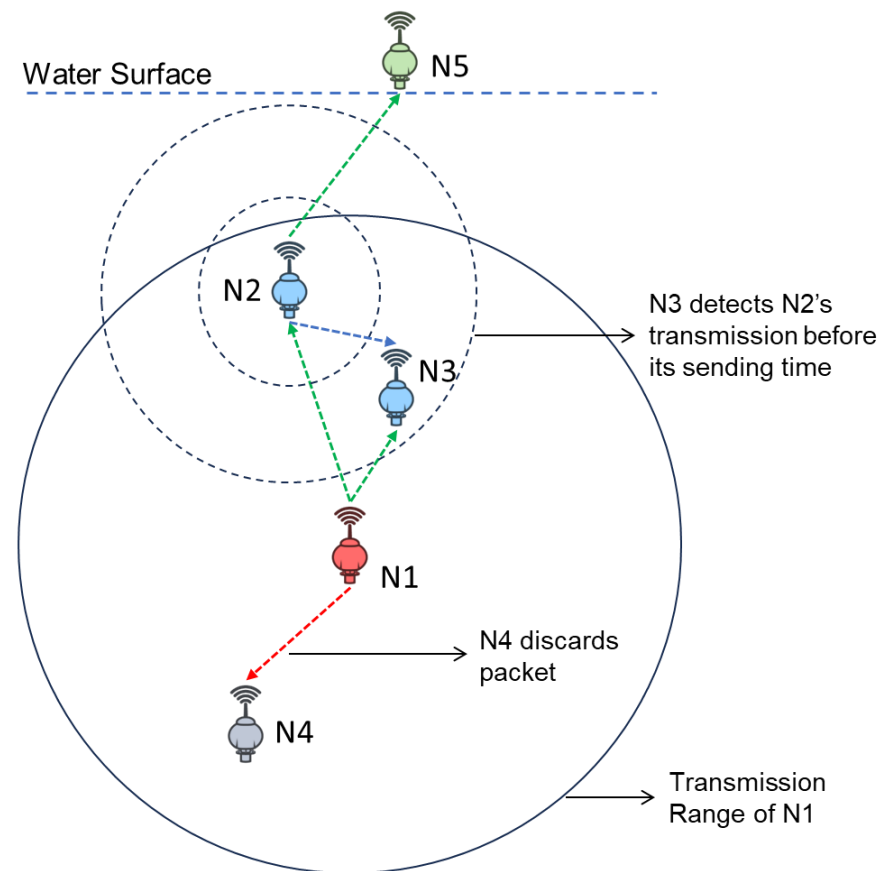 N5
Water Surface
N2
N3 detects N2's
transmission before
its sending time
N3
N1
N4 discards
packet
N4
Transmission
Range of N1